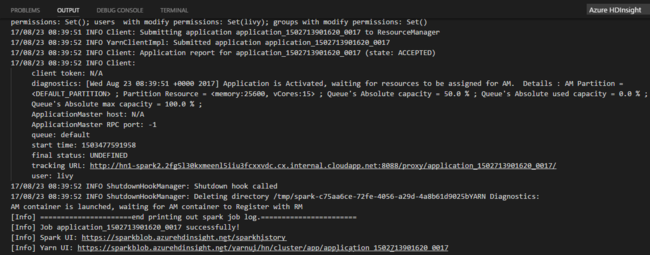 PROBLEMS OUTPUT DEBUG CONSOLE TERMINAL Azure HDInsight
permissions: Set(); users with modify permissions: Set(livy); groups with modify permissions: Set()
17/08/23 08:39:51 INFO Client: Submitting application application_1502713901620_0017 to ResourceManager
17/08/23 08:39:52 INFO YarnClientImpl: Submitted application application_1502713901620_0017
17/08/23 08:39:52 INFO Client: Application report for application_1502713901620_0017 (state: ACCEPTED)
17/08/23 08:39:52 INFO Client:
client token: N/A
diagnostics: [Wed Aug 23 08:39:51 +0000 2017] Application is Activated, waiting for resources to be assigned for AM. Details : AM Partition =
<DEFAULT_PARTITION> ; Partition Resource = <memory:25600, vCores:15> ; Queue's Absolute capacity = 50.0 % ; Queue's Absolute used capacity = 0.0 % ;
Queue's Absolute max capacity = 100.0 % ;
ApplicationMaster host: N/A
ApplicationMaster RPC port: -1
queue: default
start time: 1503477591958
final status: UNDEFINED
tracking URL: http://hn1-spark2.2fg5l30kxmeenl5iiu3fcxxvdc.cx.internal.cloudapp.net:8088/proxy/application_1502713901620_0017/
user: livy
17/08/23 08:39:52 INFO ShutdownHookManager: Shutdown hook called
17/08/23 08:39:52 INFO ShutdownHookManager: Deleting directory /tmp/spark-c75aa6ce-72fe-4056-a29d-4a8b61d9025bYARN Diagnostics:
AM container is launched, waiting for AM container to Register with RM
[Info] ======================end printing out spark job log.=======================
[Info] Job application_1502713901620_0017 successfully!
[Info] Spark UI: https://sparkblob.azurehdinsight.net/sparkhistory
[Info] Yarn UI: https://sparkblob.azurehdinsight.net/yarnui/hn/cluster/app/application_1502713901620_0017